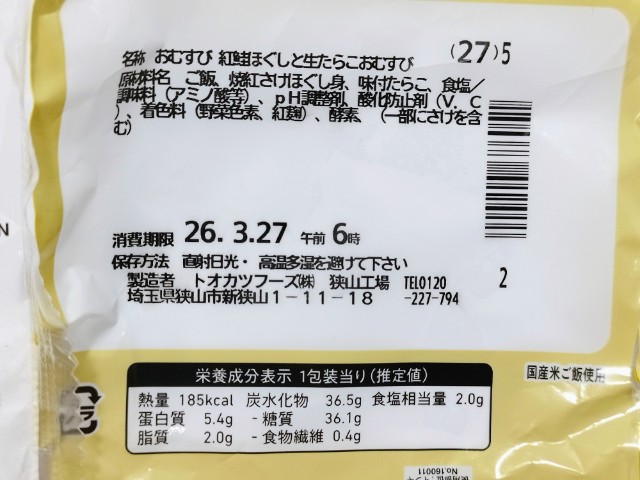 名称 おむすび 紅鮭ほぐしと生たらこおむすび (27)5
原材料名 ご飯、焼紅さけほぐし身、味付たらこ、食塩／
調味料（アミノ酸等）、pH調整剤、酸化防止剤（V.C
）、着色料（野菜色素、紅麹）、酵素、（一部にさけを含
む）
消費期限 26. 3.27 午前 6時
保存方法 直射日光・高温多湿を避けて下さい
製造者 トオカツフーズ㈱ 狭山工場 TEL0120
埼玉県狭山市新狭山1-11-18 -227-794
2
栄養成分表示 1包装当り(推定値)
熱量 185kcal 炭水化物 36.5g 食塩相当量 2.0g
蛋白質 5.4g - 糖質 36.1g
脂質 2.0g - 食物繊維 0.4g
国産米ご飯使用
プラ
No.160011